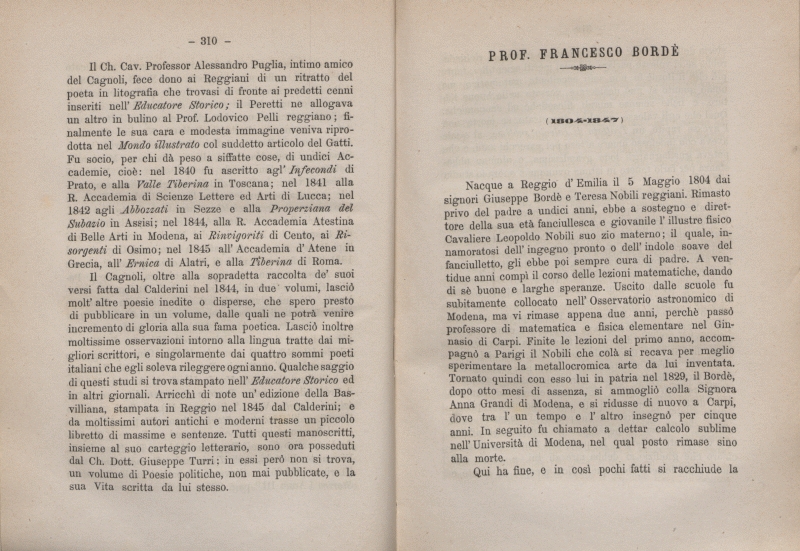 – 310 –
Il Ch. Cav. Professor Alessandro Puglia, intimo amico
del Cagnoli, fece dono ai Reggiani di un ritratto del
poeta in litografia che trovasi di fronte ai predetti cenni
inseriti nell' Educatore Storico; il Peretti ne allogava
un altro in bulino al Prof. Lodovico Pelli reggiano; fi-
nalmente le sua cara e modesta immagine veniva ripro-
dotta nel Mondo illustrato col suddetto articolo del Gatti.
Fu socio, per chi dà peso a siffatte cose, di undici Ac-
cademie, cioè: nel 1840 fu ascritto agl' Infecondi di
Prato, e alla Valle Tiberina in Toscana; nel 1841 alla
R. Accademia di Scienze Lettere ed Arti di Lucca; nel
1842 agli Abbozzati in Sezze e alla Properziana del
Subazio in Assisi; nel 1844, alla R. Accademia Atestina
di Belle Arti in Modena, ai Rinvigoriti di Cento, ai Ri-
sorgenti di Osimo; nel 1845 all' Accademia d' Atene in
Grecia, all' Ernica di Alatri, e alla Tiberina di Roma.
Il Cagnoli, oltre alla sopradetta raccolta de' suoi
versi fatta dal Calderini nel 1844, in due volumi, lasciò
molt' altre poesie inedite o disperse, che spero presto
di pubblicare in un volume, dalle quali ne potrà venire
incremento di gloria alla sua fama poetica. Lasciò inoltre
moltissime osservazioni intorno alla lingua tratte dai mi-
gliori scrittori, e singolarmente dai quattro sommi poeti
italiani che egli soleva rileggere ogni anno. Qualche saggio
di questi studi si trova stampato nell' Educatore Storico ed
in altri giornali. Arricchì di note un' edizione della Bas-
villiana, stampata in Reggio nel 1845 dal Calderini; e
da moltissimi autori antichi e moderni trasse un piccolo
libretto di massime e sentenze. Tutti questi manoscritti,
insieme al suo carteggio letterario, sono ora posseduti
dal Ch. Dott. Giuseppe Turri: in essi però non si trova,
un volume di Poesie politiche, non mai pubblicate, e la
sua Vita scritta da lui stesso.
PROF. FRANCESCO BORDÈ
(1804-1847)
Nacque a Reggio d' Emilia il 5 Maggio 1804 dai
signori Giuseppe Bordè e Teresa Nobili reggiani. Rimasto
privo del padre a undici anni, ebbe a sostegno e diret-
tore della sua età fanciullesca e giovanile l' illustre fisico
Cavaliere Leopoldo Nobili suo zio materno; il quale, in-
namoratosi dell' ingegno pronto o dell' indole soave del
fanciulletto, gli ebbe poi sempre cura di padre. A ven-
tidue anni compì il corso delle lezioni matematiche, dando
di sè buone e larghe speranze. Uscito dalle scuole fu
subitamente collocato nell' Osservatorio astronomico di
Modena, ma vi rimase appena due anni, perchè passò
professore di matematica e fisica elementare nel Gin-
nasio di Carpi. Finite le lezioni del primo anno, accom-
pagnò a Parigi il Nobili che colà si recava per meglio
sperimentare la metallocromica arte da lui inventata.
Tornato quindi con esso lui in patria nel 1829, il Bordè,
dopo otto mesi di assenza, si ammogliò colla Signora
Anna Grandi di Modena, e si ridusse di nuovo a Carpi,
dove tra l' un tempo e l' altro insegnò per cinque
anni. In seguito fu chiamato a dettar calcolo sublime
nell' Università di Modena, nel qual posto rimase sino
alla morte.
Qui ha fine, e in così pochi fatti si racchiude la